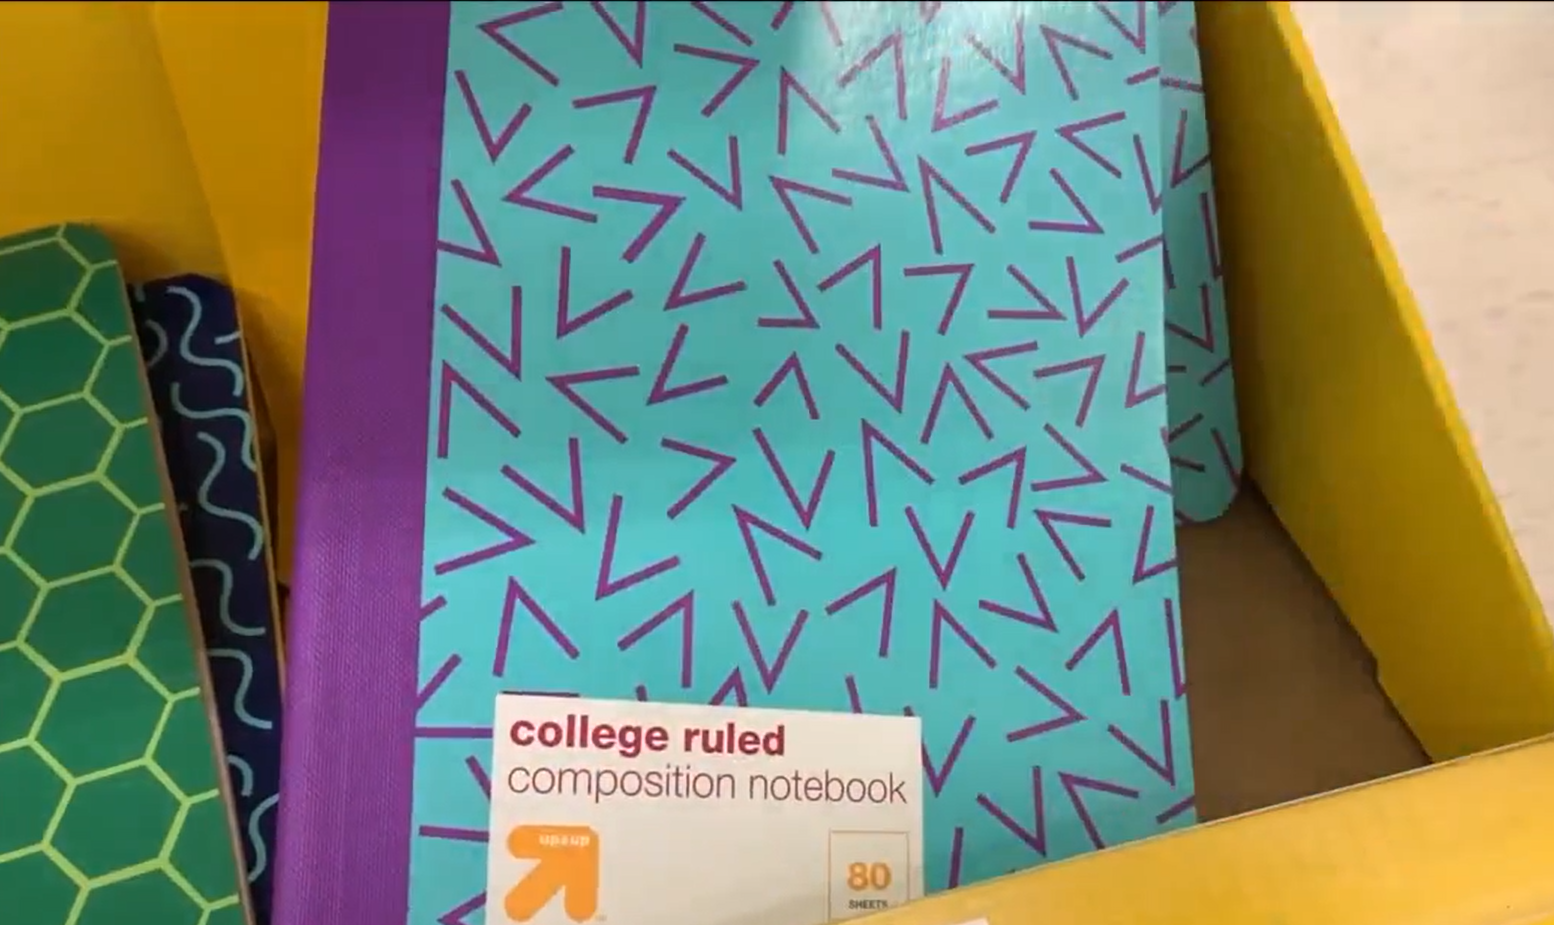 college ruled
composition notebook
up&up
80
SHEETS